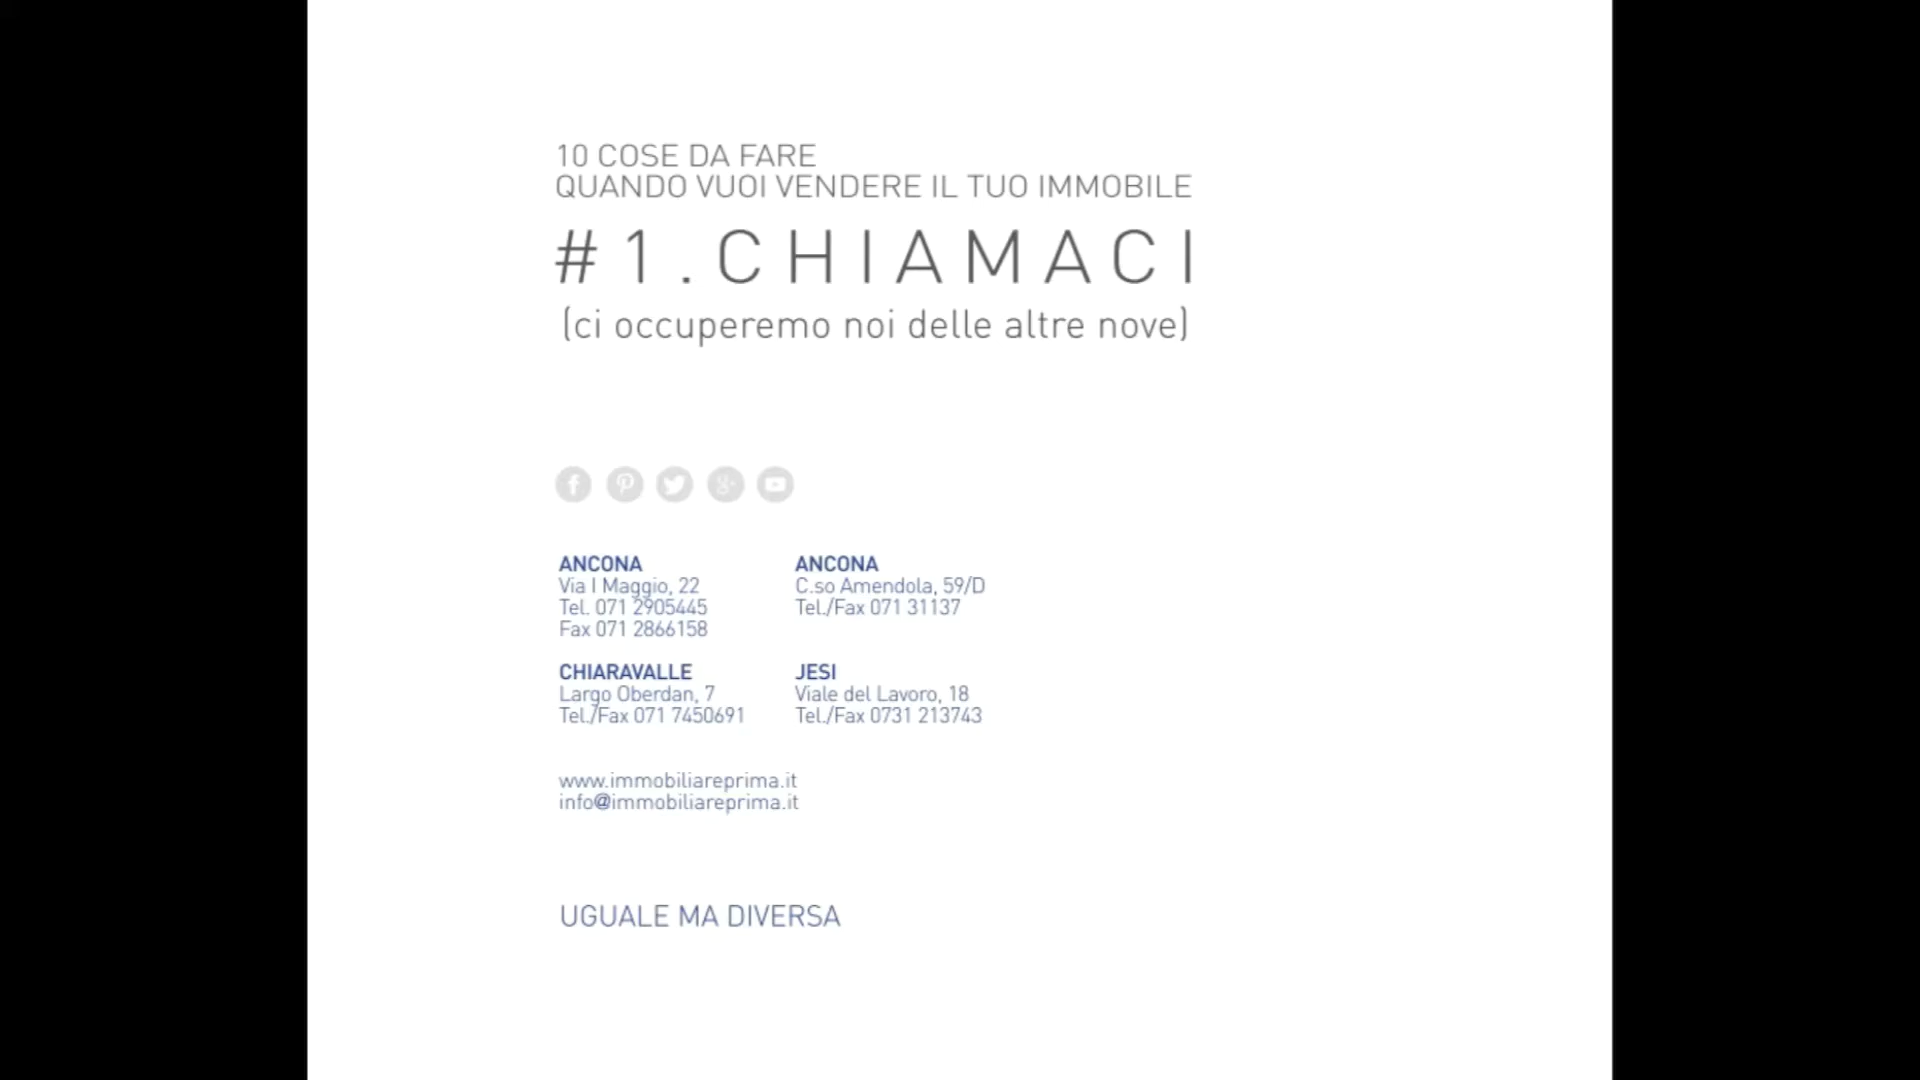 10 COSE DA FARE
QUANDO VUOI VENDERE IL TUO IMMOBILE
#1.CHIAMACI
(ci occuperemo noi delle altre nove)
ANCONA
Via I Maggio, 22
Tel. 071 2905445
Fax 071 2866158
ANCONA
C.so Amendola, 59/D
Tel./Fax 071 31137
CHIARAVALLE
Largo Oberdan, 7
Tel./Fax 071 7450691
JESI
Viale del Lavoro, 18
Tel./Fax 0731 213743
www.immobiliareprima.it
info@immobiliareprima.it
UGUALE MA DIVERSA